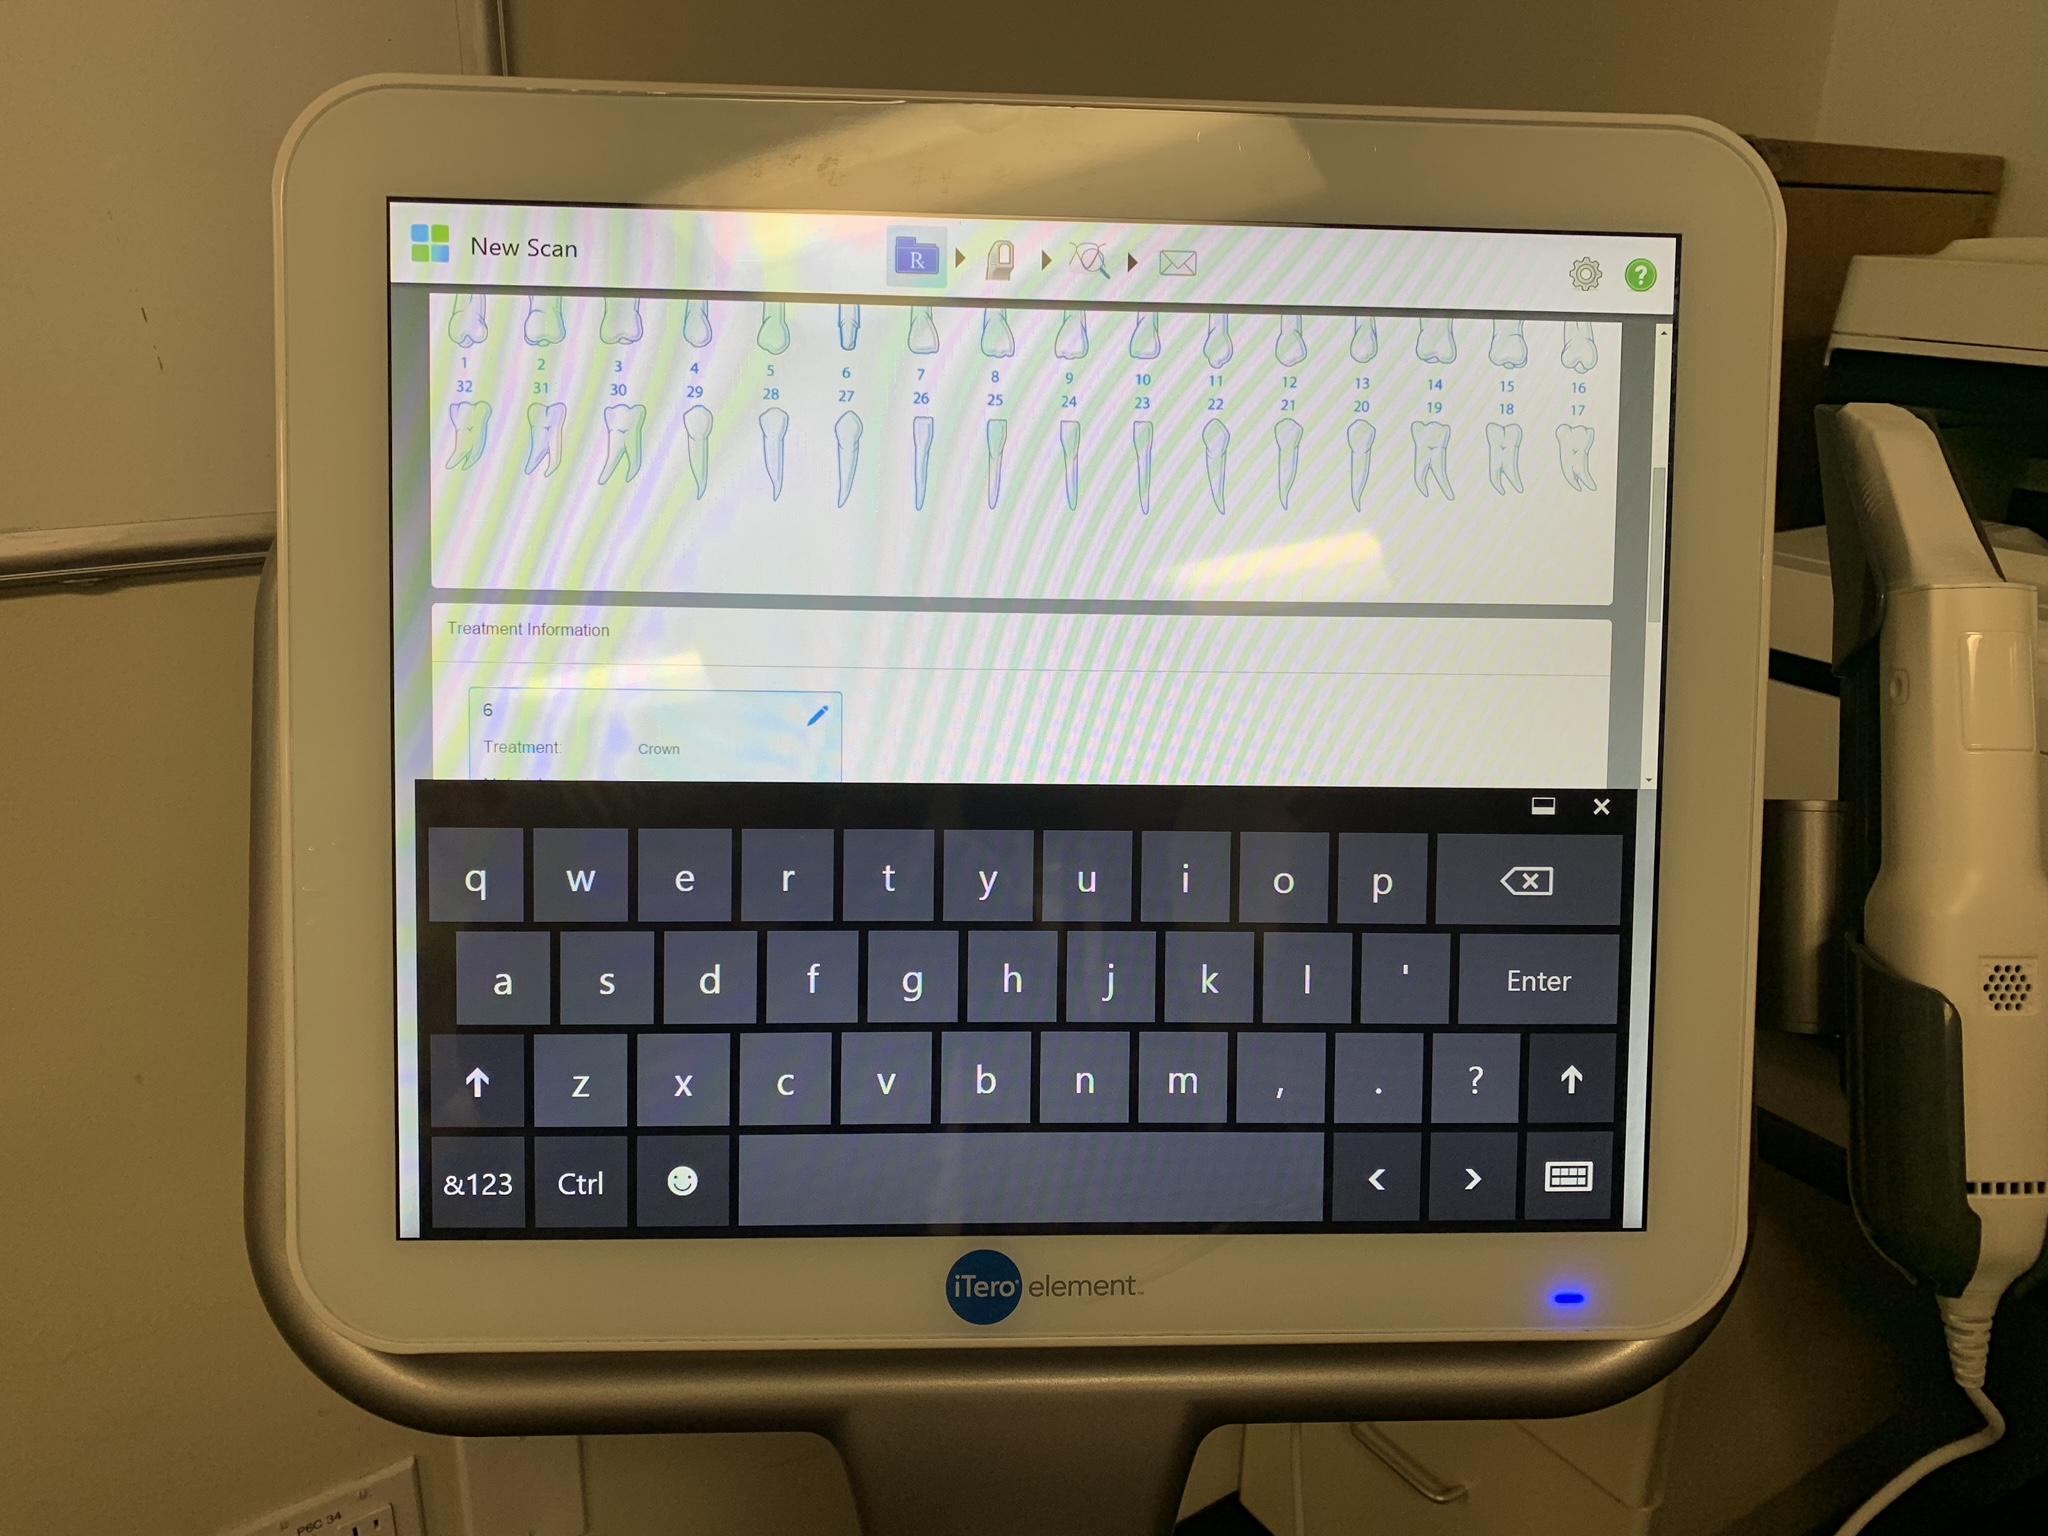 New Scan
R
1 2 3 4 5 6 7 8 9 10 11 12 13 14 15 16
32 31 30 29 28 27 26 25 24 23 22 21 20 19 18 17
Treatment Information
6
Treatment: Crown
q w e r t y u i o p
a s d f g h j k l ' Enter
z x c v b n m , . ?
&123 Ctrl < >
iTero element
P6C 34